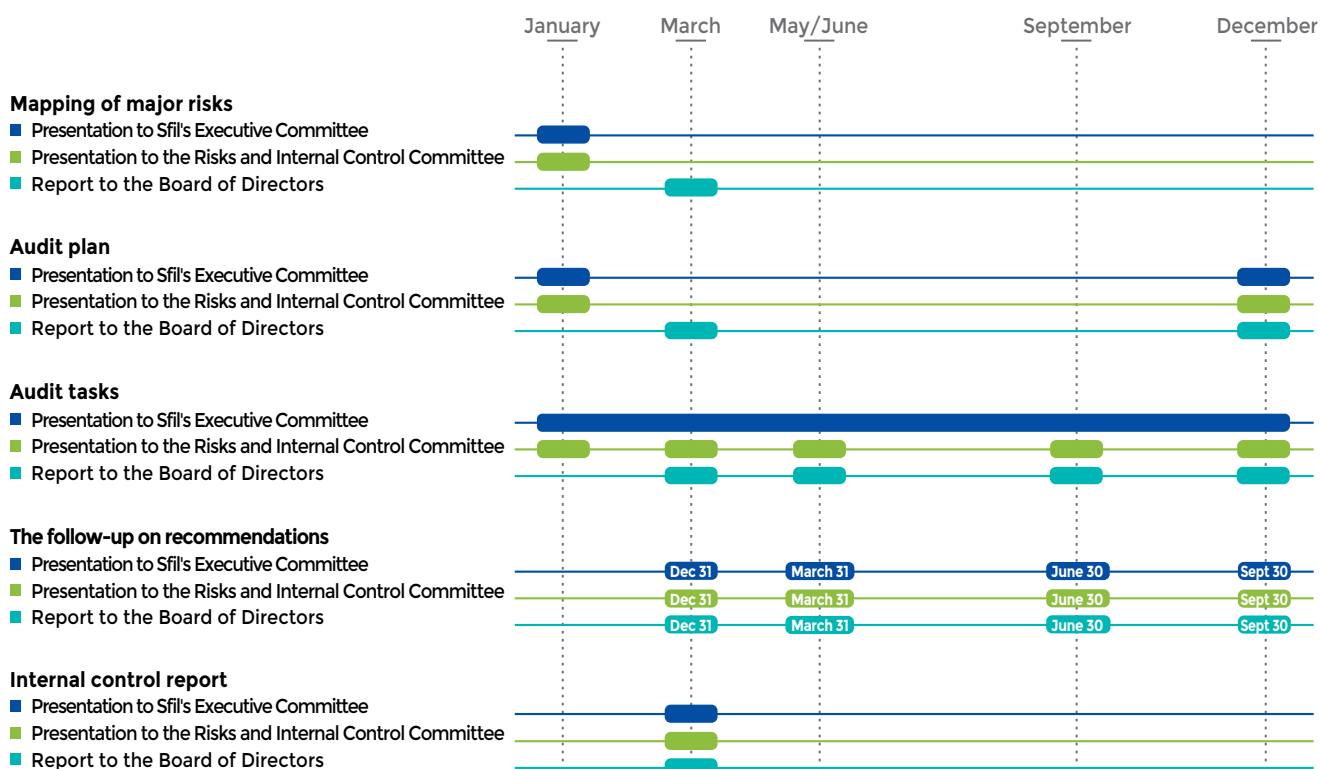 January March May/June September December
Mapping of major risks
Presentation to Sfil's Executive Committee
Presentation to the Risks and Internal Control Committee
Report to the Board of Directors
Audit plan
Presentation to Sfil's Executive Committee
Presentation to the Risks and Internal Control Committee
Report to the Board of Directors
Audit tasks
Presentation to Sfil's Executive Committee
Presentation to the Risks and Internal Control Committee
Report to the Board of Directors
The follow-up on recommendations
Presentation to Sfil's Executive Committee Dec 31 March 31 June 30 Sept 30
Presentation to the Risks and Internal Control Committee Dec 31 March 31 June 30 Sept 30
Report to the Board of Directors Dec 31 March 31 June 30 Sept 30
Internal control report
Presentation to Sfil's Executive Committee
Presentation to the Risks and Internal Control Committee
Report to the Board of Directors